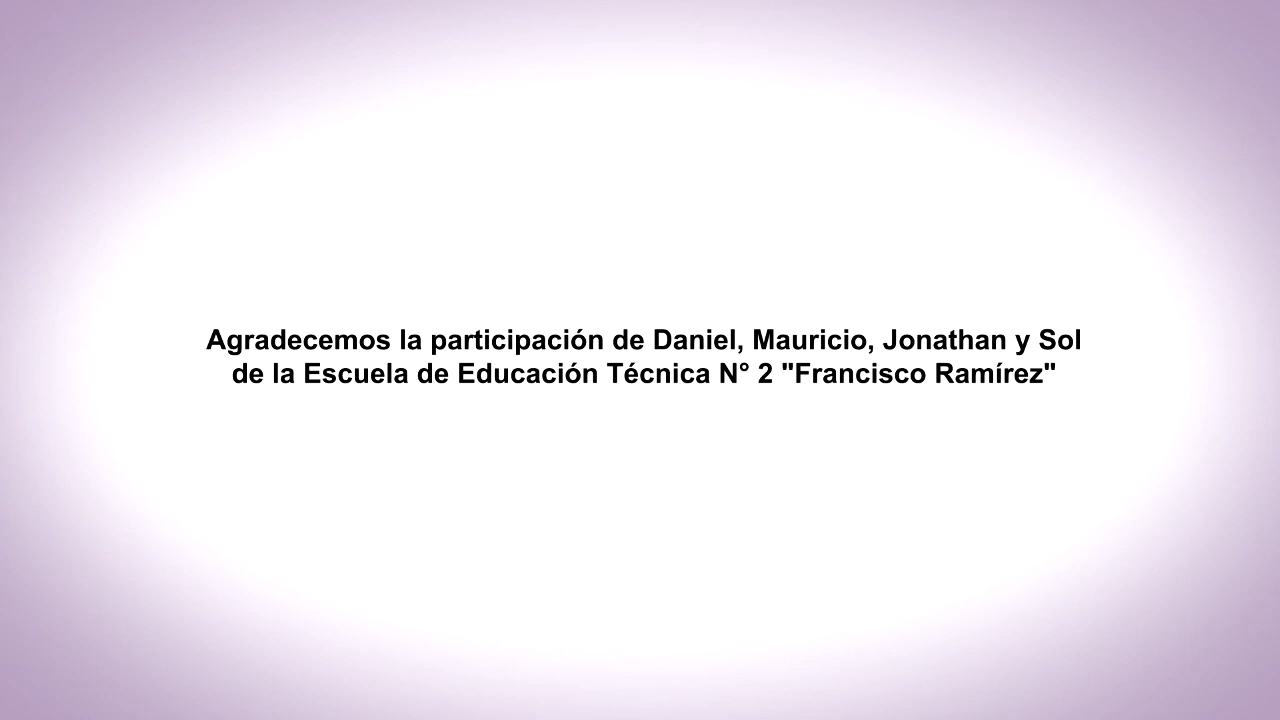 Agradecemos la participación de Daniel, Mauricio, Jonathan y Sol
de la Escuela de Educación Técnica N° 2 "Francisco Ramírez"